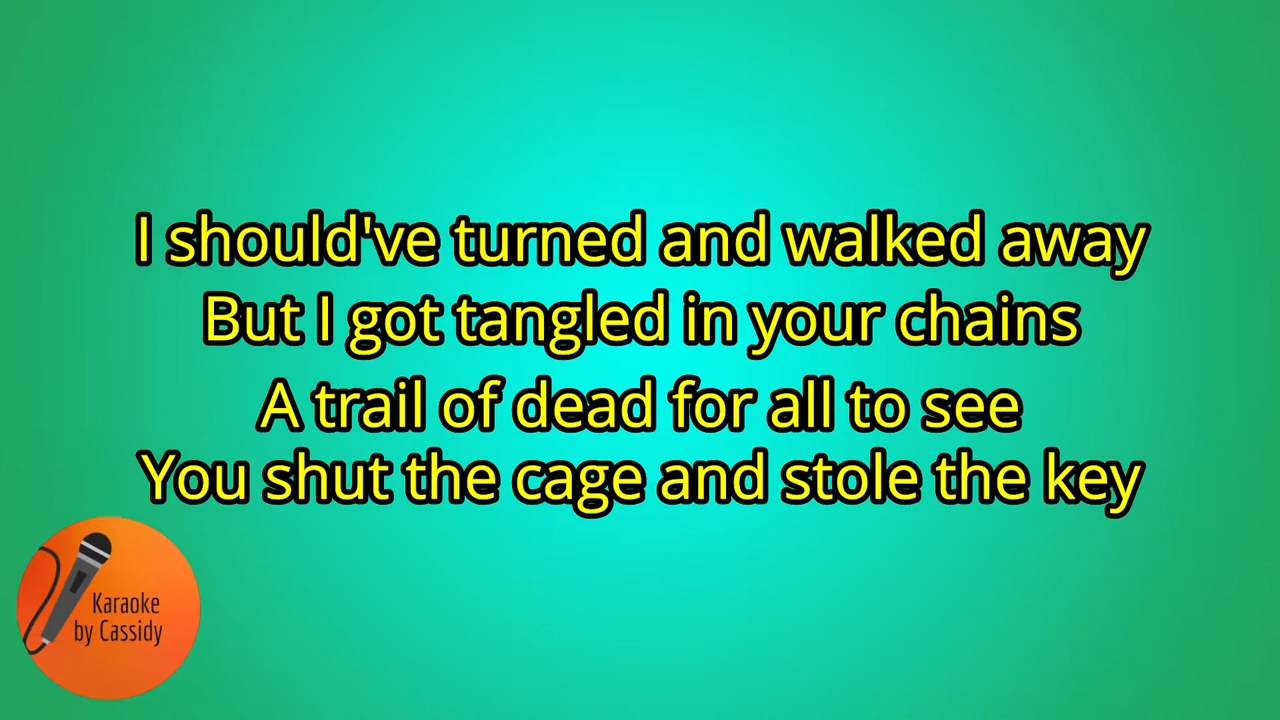 I should've turned and walked away
But I got tangled in your chains
A trail of dead for all to see
You shut the cage and stole the key
Karaoke
by Cassidy